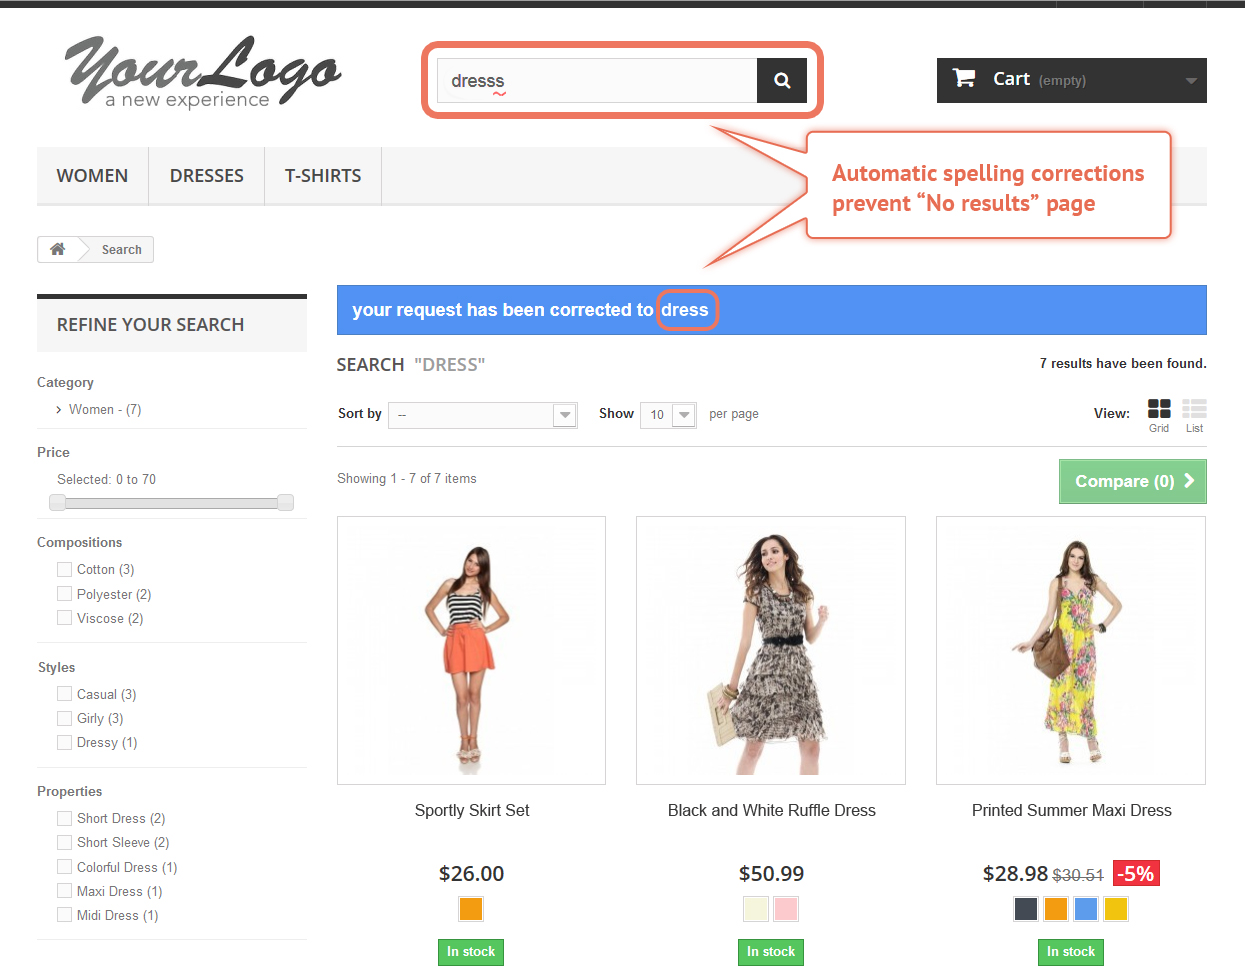 YourLogo
a new experience
dresss
Cart (empty)
Automatic spelling corrections
prevent “No results” page
WOMEN
DRESSES
T-SHIRTS
Search
your request has been corrected to dress
REFINE YOUR SEARCH
SEARCH "DRESS"
7 results have been found.
Category
Women - (7)
Sort by --
Show 10 per page
View:
Grid
List
Price
Selected: 0 to 70
Showing 1 - 7 of 7 items
Compare (0)
Compositions
Cotton (3)
Polyester (2)
Viscose (2)
Styles
Casual (3)
Girly (3)
Dressy (1)
Properties
Short Dress (2)
Short Sleeve (2)
Colorful Dress (1)
Maxi Dress (1)
Midi Dress (1)
Sportly Skirt Set
$26.00
In stock
Black and White Ruffle Dress
$50.99
In stock
Printed Summer Maxi Dress
$28.98 $30.51 -5%
In stock